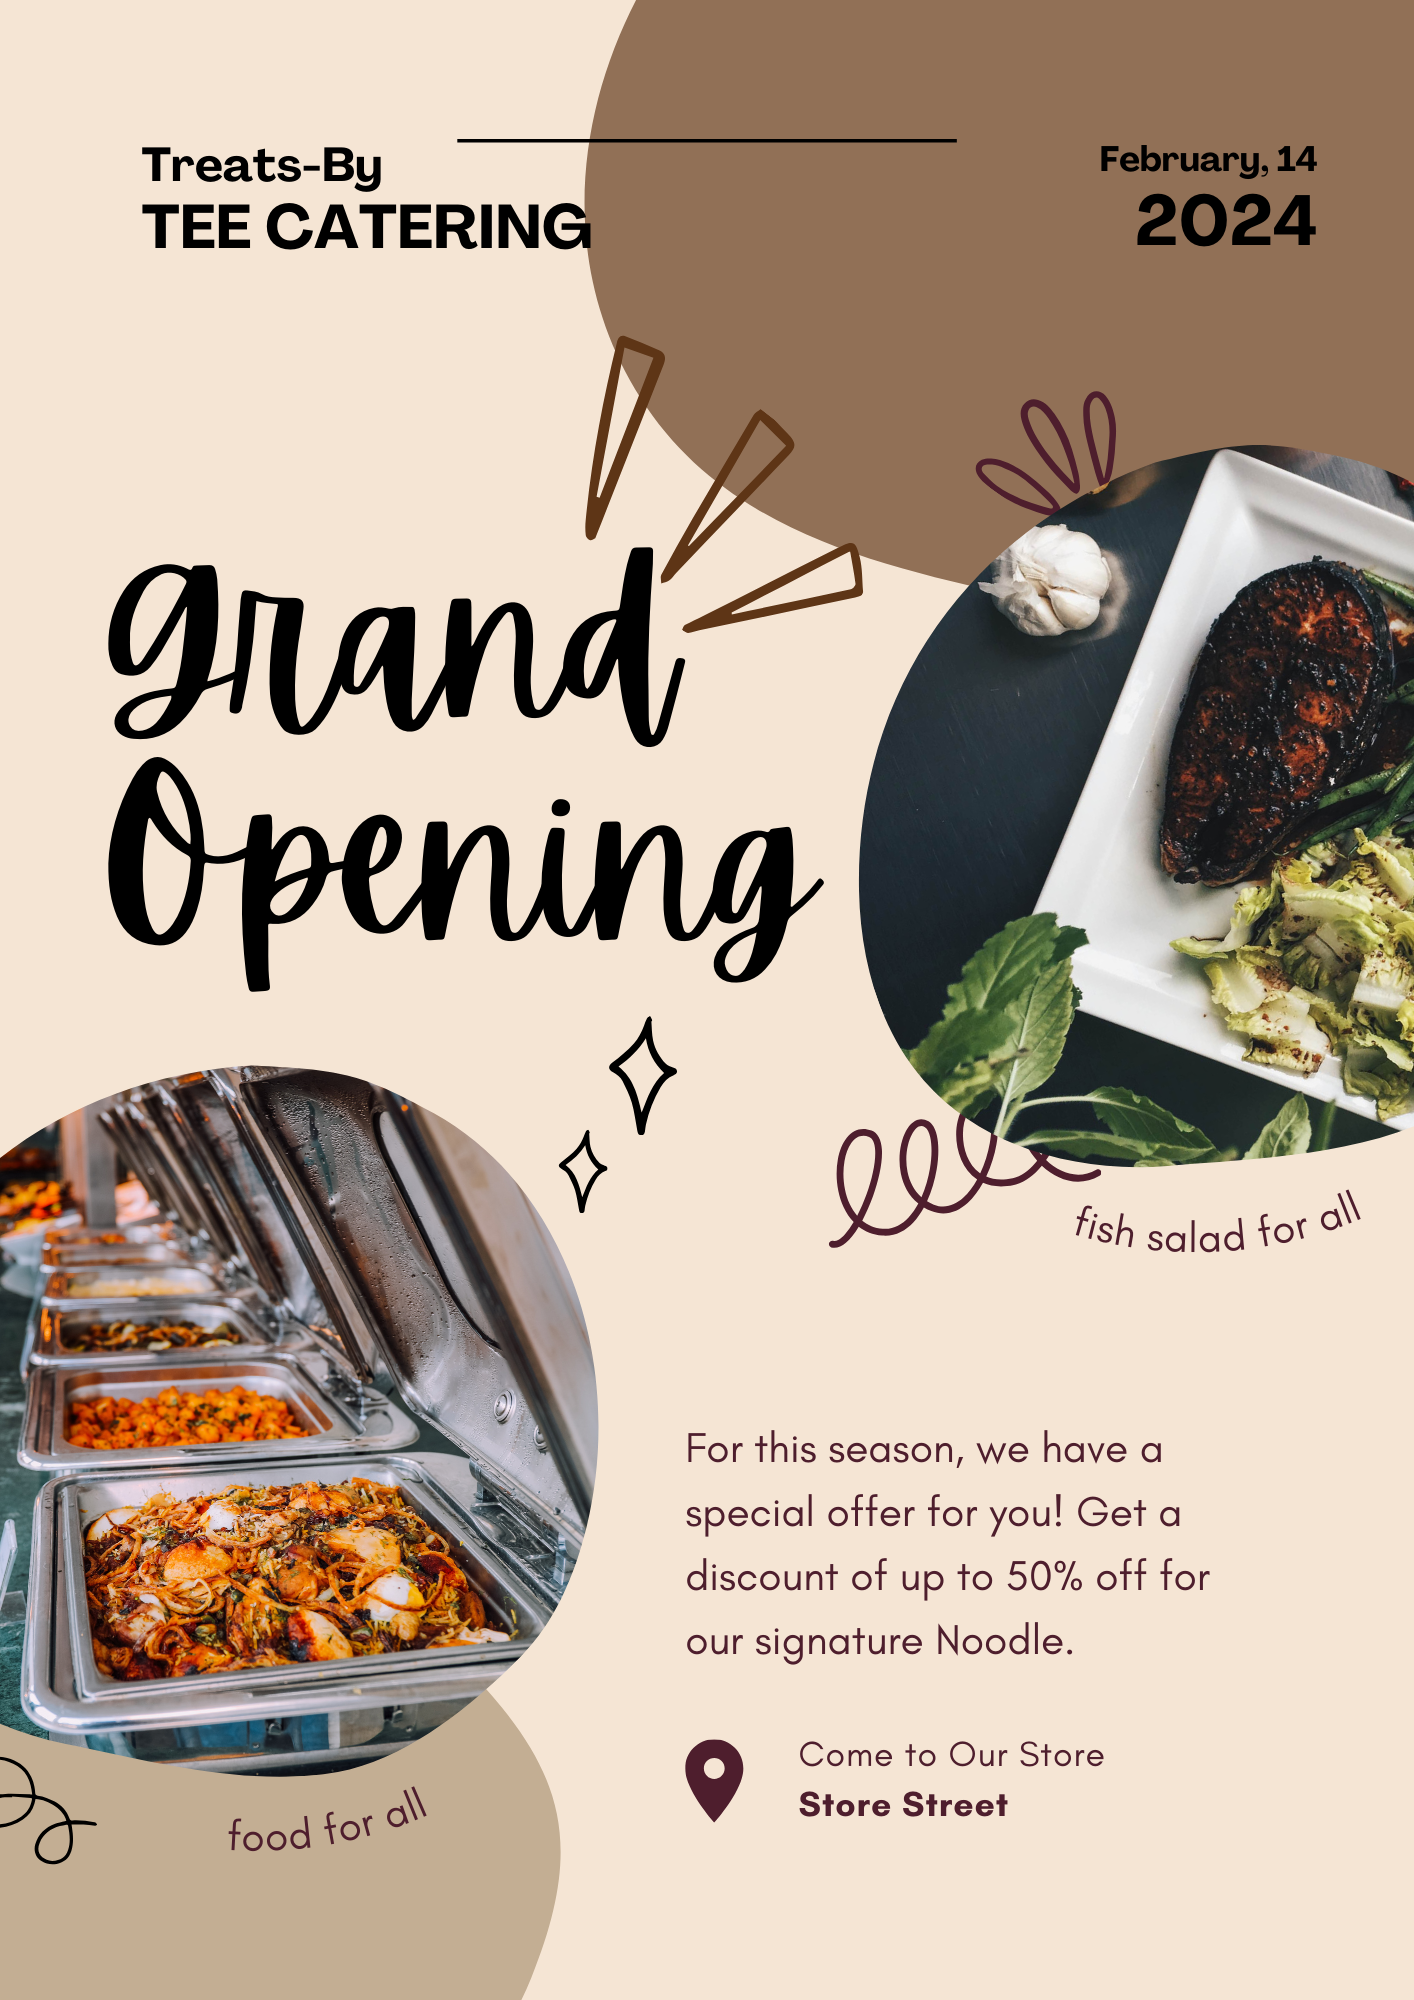 Treats-By
TEE CATERING
February, 14
2024
Grand
Opening
fish salad for all
For this season, we have a
special offer for you! Get a
discount of up to 50% off for
our signature Noodle.
Come to Our Store
Store Street
food for all